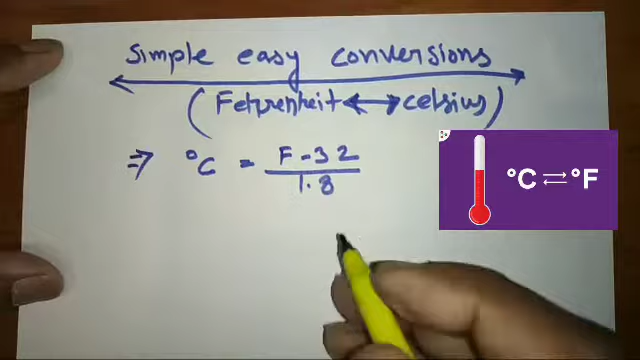 Simple easy conversions
(Fehrenheit ↔ celsius)
⇒ °C = F - 32 / 1.8
°C ⇄ °F